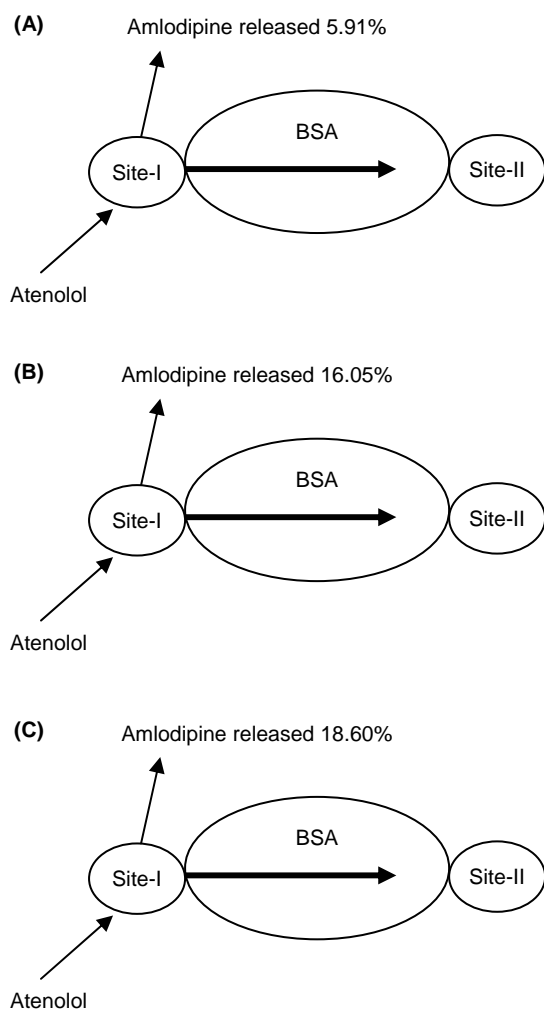 (A)
Amlodipine released 5.91%
BSA
Site-I
Site-II
Atenolol
(B)
Amlodipine released 16.05%
BSA
Site-I
Site-II
Atenolol
(C)
Amlodipine released 18.60%
BSA
Site-I
Site-II
Atenolol